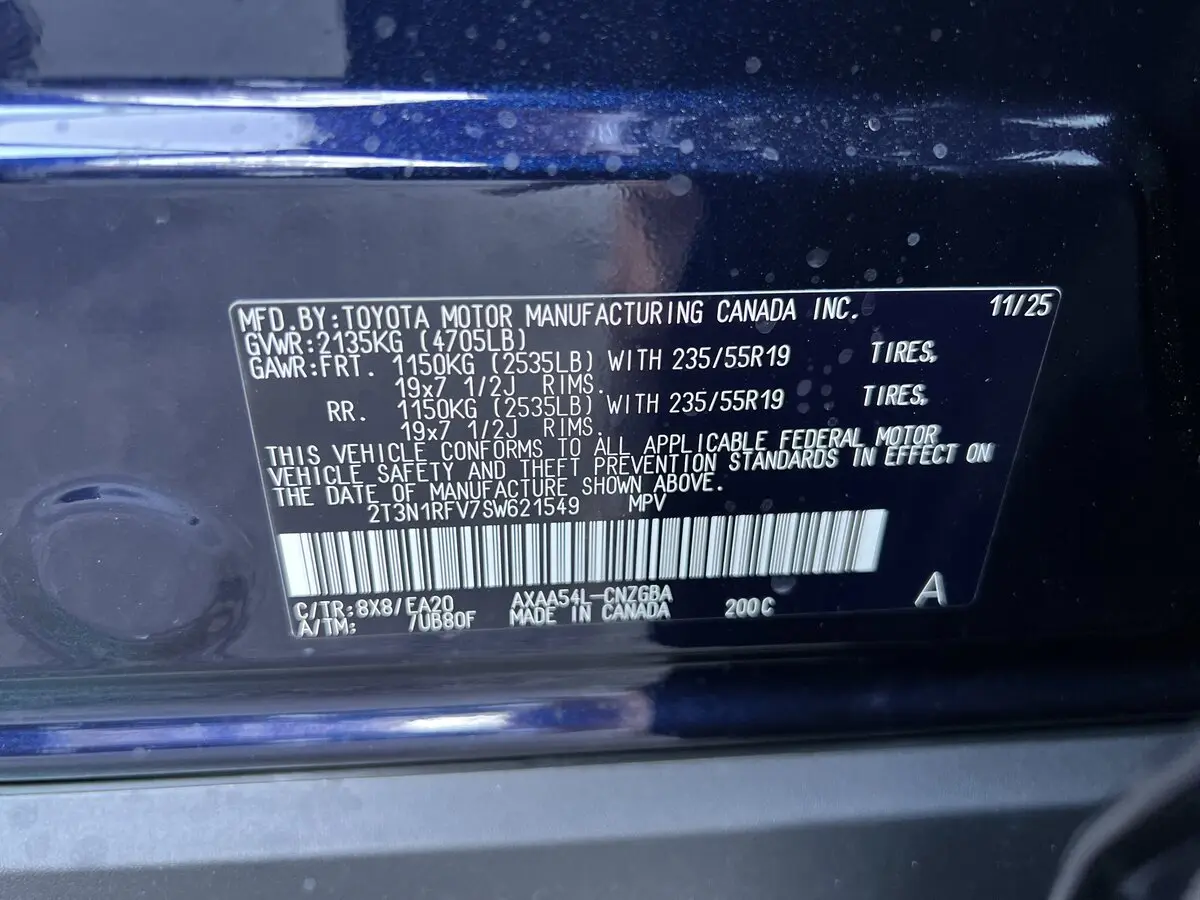 MFD.BY:TOYOTA MOTOR MANUFACTURING CANADA INC. 11/25
GVWR:2135KG (4705LB)
GAWR:FRT. 1150KG (2535LB) WITH 235/55R19 TIRES,
19x7 1/2J RIMS.
RR. 1150KG (2535LB) WITH 235/55R19 TIRES,
19x7 1/2J RIMS.
THIS VEHICLE CONFORMS TO ALL APPLICABLE FEDERAL MOTOR
VEHICLE SAFETY AND THEFT PREVENTION STANDARDS IN EFFECT ON
THE DATE OF MANUFACTURE SHOWN ABOVE.
2T3N1RFV7SW621549 MPV
C/TR:8X8/EA20 AXAA54L-CNZGBA 200C A
A/TM: /UB80F MADE IN CANADA